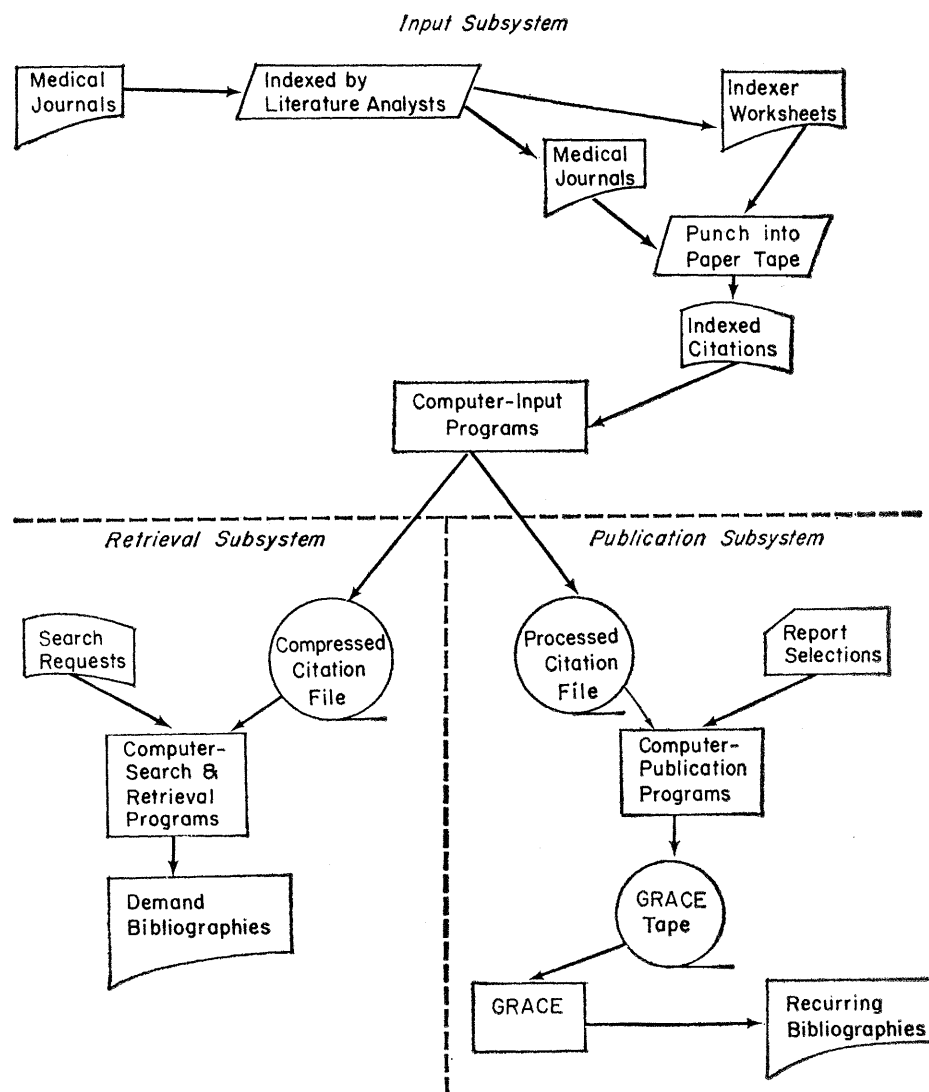 Input Subsystem
Medical
Journals
Indexed by
Literature Analysts
Indexer
Worksheets
Medical
Journals
Punch into
Paper Tape
Indexed
Citations
Computer-Input
Programs
Retrieval Subsystem
Publication Subsystem
Search
Requests
Compressed
Citation
File
Processed
Citation
File
Report
Selections
Computer-
Search &
Retrieval
Programs
Computer-
Publication
Programs
Demand
Bibliographies
GRACE
Tape
GRACE
Recurring
Bibliographies